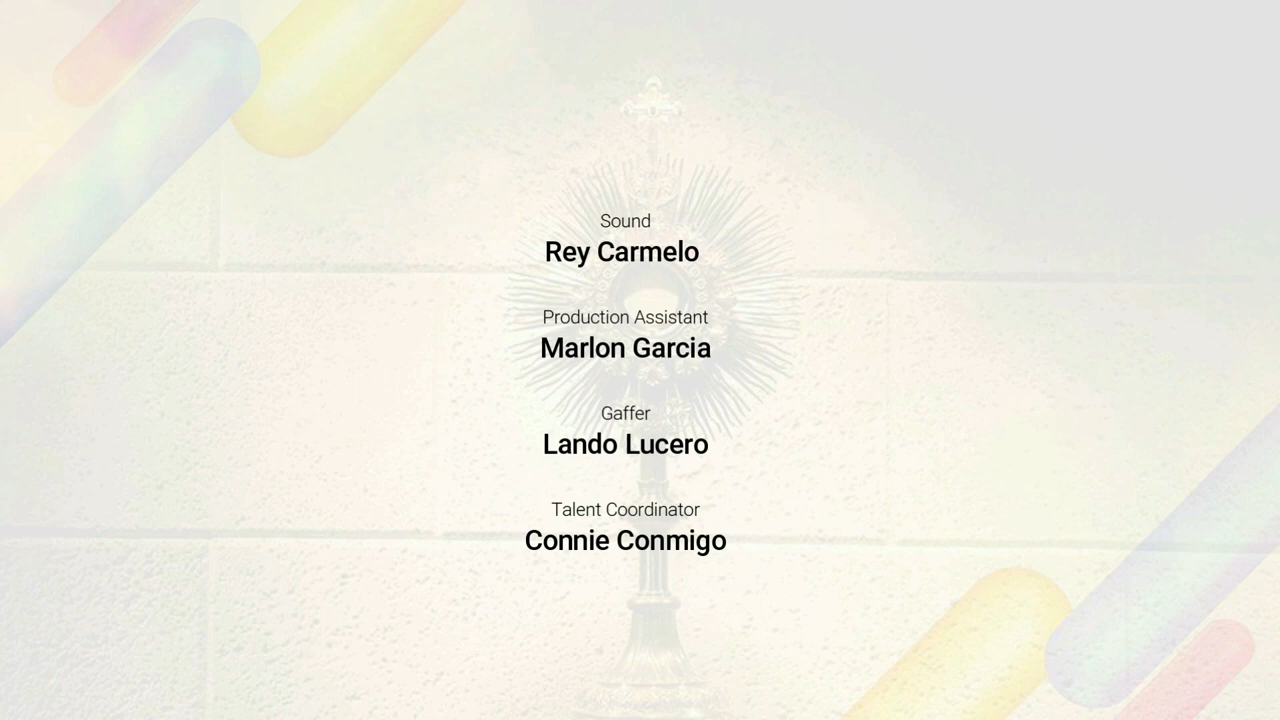 Sound
Rey Carmelo
Production Assistant
Marlon Garcia
Gaffer
Lando Lucero
Talent Coordinator
Connie Conmigo